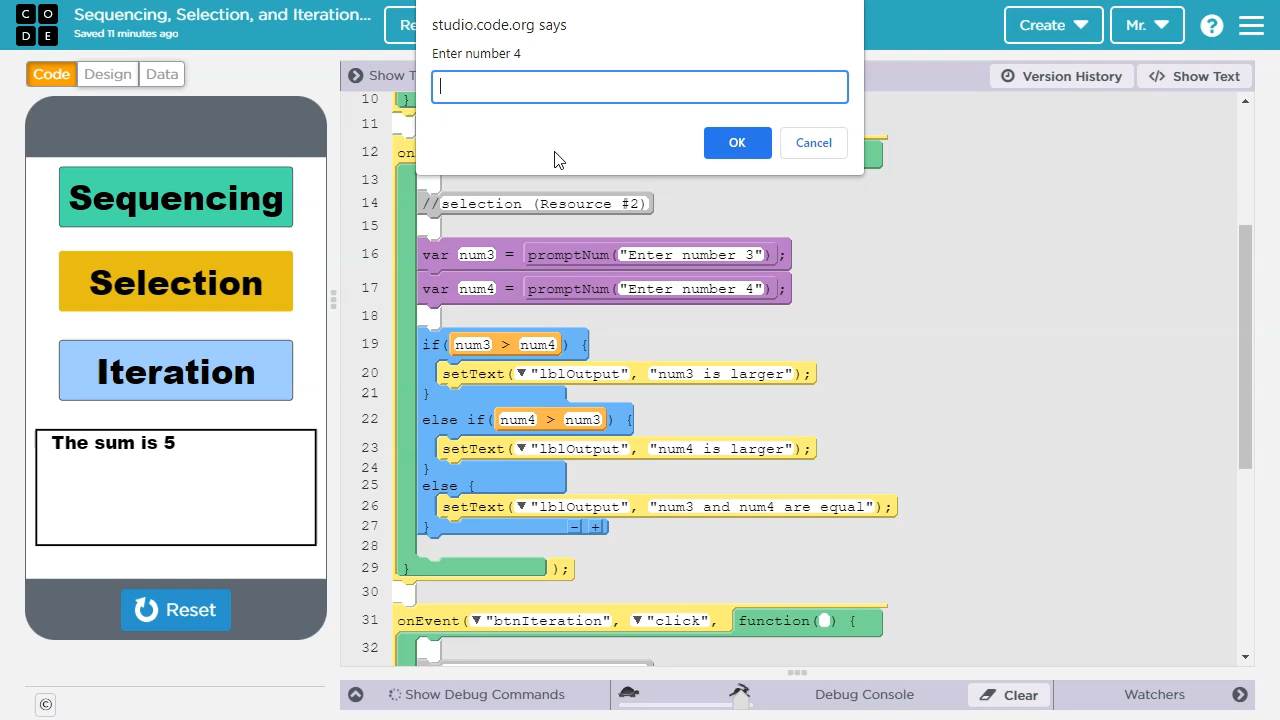 CODE
Sequencing, Selection, and Iteration...
Saved 11 minutes ago
Re
Create
Mr.
?
studio.code.org says
Enter number 4
OK
Cancel
Code
Design
Data
Show T
Version History
</> Show Text
Sequencing
Selection
Iteration
The sum is 5
Reset
©
10 }
11
12 on
13
14 //selection (Resource #2)
15
16 var num3 = promptNum("Enter number 3");
17 var num4 = promptNum("Enter number 4");
18
19 if(num3 > num4) {
20 setText(▼"lblOutput", "num3 is larger");
21 }
22 else if(num4 > num3) {
23 setText(▼"lblOutput", "num4 is larger");
24 }
25 else {
26 setText(▼"lblOutput", "num3 and num4 are equal");
27 } - +
28
29 } );
30
31 onEvent(▼"btnIteration", ▼"click", function() {
32
Show Debug Commands
Debug Console
Clear
Watchers